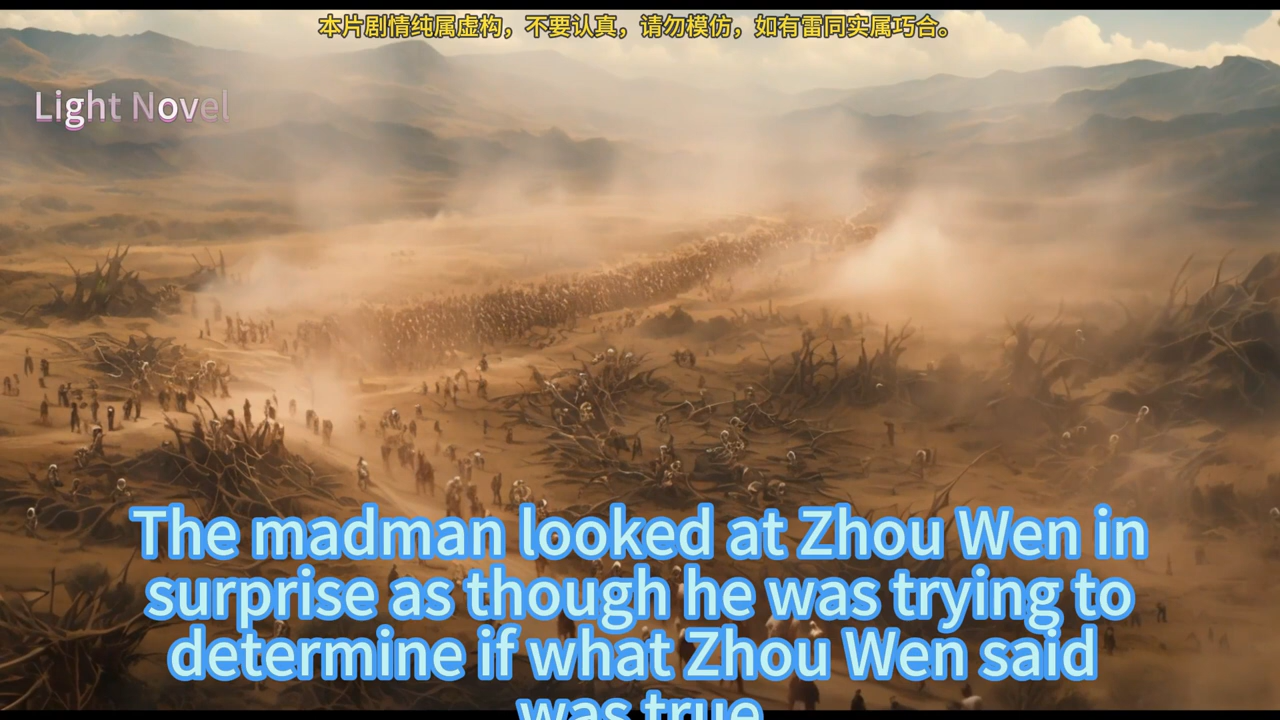 本片剧情纯属虚构，不要认真，请勿模仿，如有雷同实属巧合。
Light Novel
The madman looked at Zhou Wen in
surprise as though he was trying to
determine if what Zhou Wen said
was true